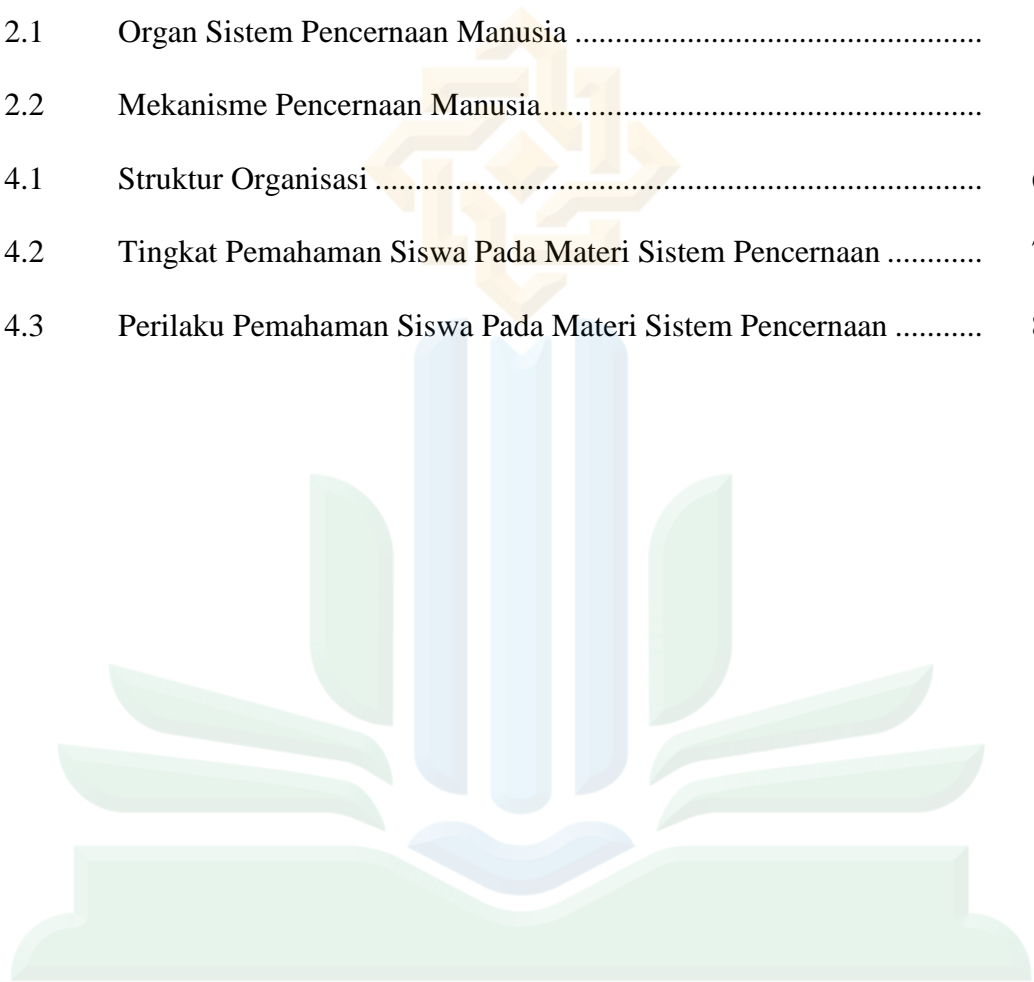 2.1 Organ Sistem Pencernaan Manusia ..................................................
2.2 Mekanisme Pencernaan Manusia......................................................
4.1 Struktur Organisasi ...........................................................................
4.2 Tingkat Pemahaman Siswa Pada Materi Sistem Pencernaan ............
4.3 Perilaku Pemahaman Siswa Pada Materi Sistem Pencernaan ...........